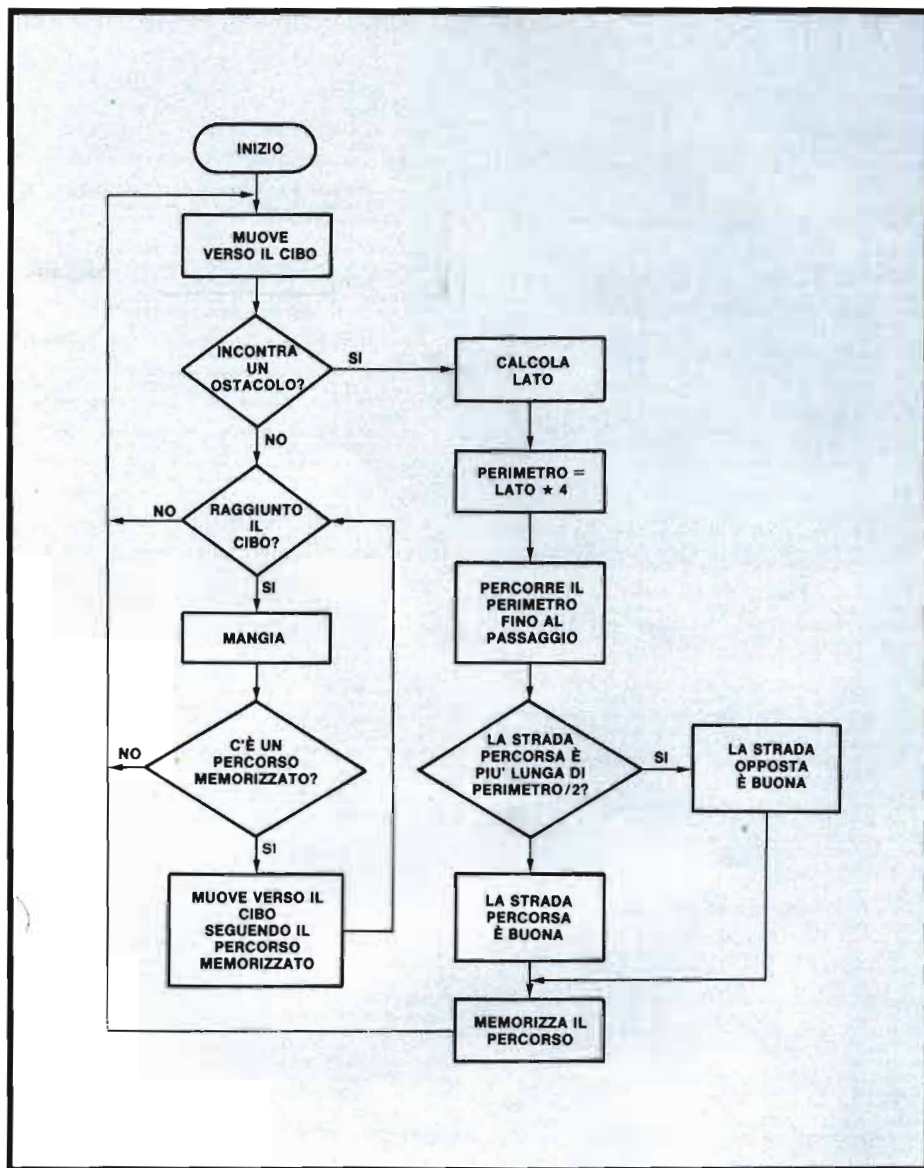 INIZIO
MUOVE
VERSO IL CIBO
INCONTRA
UN
OSTACOLO?
SI
NO
CALCOLA
LATO
PERIMETRO =
LATO ★ 4
RAGGIUNTO
IL
CIBO?
NO
SI
PERCORRE IL
PERIMETRO
FINO AL
PASSAGGIO
MANGIA
C'È UN
PERCORSO
MEMORIZZATO?
NO
SI
LA STRADA
PERCORSA È
PIU' LUNGA DI
PERIMETRO/2?
SI
LA STRADA
OPPOSTA
È BUONA
MUOVE VERSO IL
CIBO
SEGUENDO IL
PERCORSO
MEMORIZZATO
LA STRADA
PERCORSA
È BUONA
MEMORIZZA IL
PERCORSO